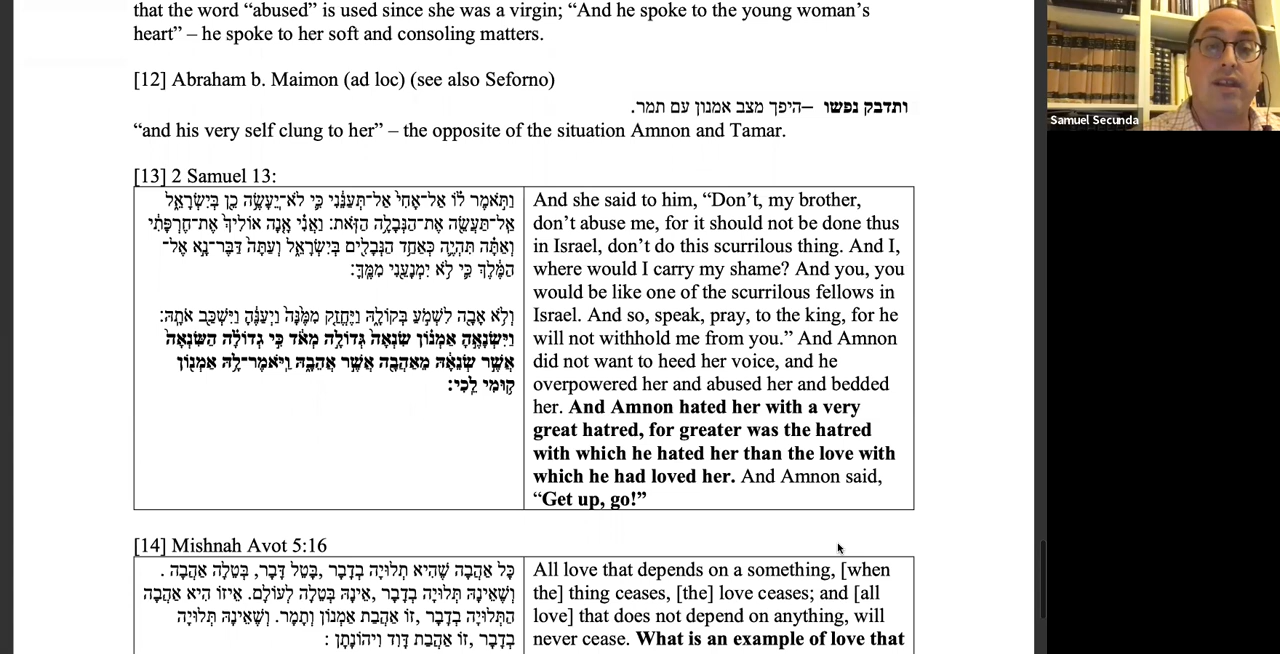 that the word “abused” is used since she was a virgin; “And he spoke to the young woman’s
heart” – he spoke to her soft and consoling matters.
[12] Abraham b. Maimon (ad loc) (see also Seforno)
ותדבק נפשו –היפך מצב אמנון עם תמר.
“and his very self clung to her” – the opposite of the situation Amnon and Tamar.
[13] 2 Samuel 13:
וַתֹּ֣אמֶר ל֗וֹ אַל־אָחִי֙ אַל־תְּעַנֵּ֔נִי כִּ֛י לֹא־יֵֽעָשֶׂ֥ה כֵ֖ן בְּיִשְׂרָאֵ֑ל
אַֽל־תַּעֲשֵׂ֖ה אֶת־הַנְּבָלָ֥ה הַזֹּֽאת׃ וַאֲנִ֗י אָ֤נָה אוֹלִיךְ֙ אֶת־חֶרְפָּתִ֔י
וְאַתָּ֗ה תִּהְיֶ֛ה כְּאַחַ֥ד הַנְּבָלִ֖ים בְּיִשְׂרָאֵ֑ל וְעַתָּה֙ דַּבֶּר־נָ֣א אֶל־
הַמֶּ֔לֶךְ כִּ֛י לֹ֥א יִמְנָעֵ֖נִי מִמֶּֽךָּ׃
וְלֹ֥א אָבָ֖ה לִשְׁמֹ֣עַ בְּקוֹלָ֑הּ וַיֶּחֱזַ֤ק מִמֶּ֙נָּה֙ וַיְעַנֶּ֔הָ וַיִּשְׁכַּ֖ב אֹתָֽהּ׃
וַיִּשְׂנָאֶ֣הָ אַמְנ֗וֹן שִׂנְאָה֙ גְּדוֹלָ֣ה מְאֹ֔ד כִּ֣י גְדוֹלָ֗ה הַשִּׂנְאָה֙
אֲשֶׁ֣ר שְׂנֵאָ֔הּ מֵאַהֲבָ֖ה אֲשֶׁ֣ר אֲהֵבָ֑הּ וַֽיֹּאמֶר־לָ֥הּ אַמְנ֖וֹן
ק֥וּמִי לֵֽכִי׃
And she said to him, “Don’t, my brother,
don’t abuse me, for it should not be done thus
in Israel, don’t do this scurrilous thing. And I,
where would I carry my shame? And you, you
would be like one of the scurrilous fellows in
Israel. And so, speak, pray, to the king, for he
will not withhold me from you.” And Amnon
did not want to heed her voice, and he
overpowered her and abused her and bedded
her. And Amnon hated her with a very
great hatred, for greater was the hatred
with which he hated her than the love with
which he had loved her. And Amnon said,
“Get up, go!”
[14] Mishnah Avot 5:16
כָּל אַהֲבָה שֶׁהִיא תְלוּיָה בְדָבָר ,בָּטֵל דָּבָר, בְּטֵלָה אַהֲבָה .
וְשֶׁאֵינָהּ תְּלוּיָה בְדָבָר ,אֵינָהּ בְּטֵלָה לְעוֹלָם. אֵיזוֹ הִיא אַהֲבָה
הַתְּלוּיָה בְדָבָר ,זוֹ אַהֲבַת אַמְנוֹן וְתָמָר. וְשֶׁאֵינָהּ תְּלוּיָה
בְדָבָר ,זוֹ אַהֲבַת דָּוִד וִיהוֹנָתָן :
All love that depends on a something, [when
the] thing ceases, [the] love ceases; and [all
love] that does not depend on anything, will
never cease. What is an example of love that
Samuel Secunda